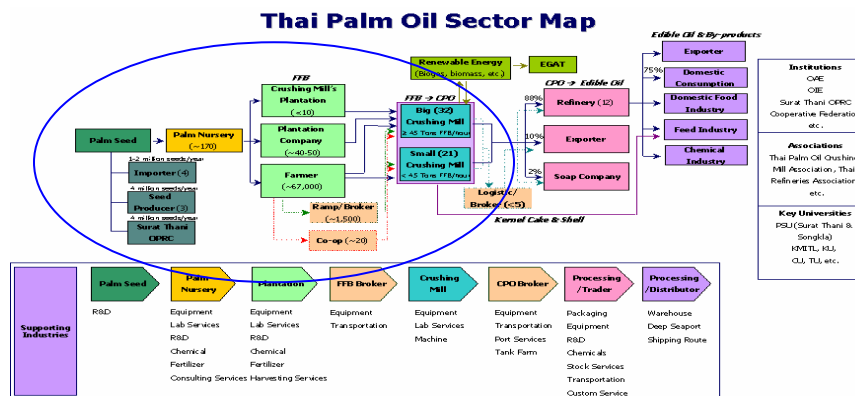 Thai Palm Oil Sector Map
Edible Oil & By-products
Renewable Energy
(Biogas, biomass, etc.)
EGAT
FFB
FFB → CPO
CPO → Edible Oil
Crushing Mill's
Plantation
(<10)
Plantation
Company
(~40-50)
Farmer
(~67,000)
Palm Seed
Palm Nursery
(~170)
1-2 million seeds/year
Importer (4)
4 million seeds/year
Seed
Producer (3)
4 million seeds/year
Surat Thani
OPRC
Ramp/Broker
(~1,500)
Co-op (~20)
Big (32)
Crushing Mill
≥ 45 Tons FFB/hour
Small (21)
Crushing Mill
< 45 Tons FFB/hour
Logistic/
Broker (<5)
Kernel Cake & Shell
88%
Refinery (12)
10%
Exporter
2%
Soap Company
Exporter
75%
Domestic
Consumption
Domestic Food
Industry
Feed Industry
Chemical
Industry
Institutions
OAE
OIE
Surat Thani OPRC
Cooperative Federation
etc.
Associations
Thai Palm Oil Crushing
Mill Association, Thai
Refineries Association
etc.
Key Universities
PSU(Surat Thani &
Songkla)
KMITL, KU,
CU, TU, etc.
Supporting
Industries
Palm Seed
R&D
Palm
Nursery
Equipment
Lab Services
R&D
Chemical
Fertilizer
Consulting Services
Plantation
Equipment
Lab Services
R&D
Chemical
Fertilizer
Harvesting Services
FFB Broker
Equipment
Transportation
Crushing
Mill
Equipment
Lab Services
Machine
CPO Broker
Equipment
Transportation
Port Services
Tank Farm
Processing
/Trader
Packaging
Equipment
R&D
Chemicals
Stock Services
Transportation
Custom Service
Processing
/Distributor
Warehouse
Deep Seaport
Shipping Route